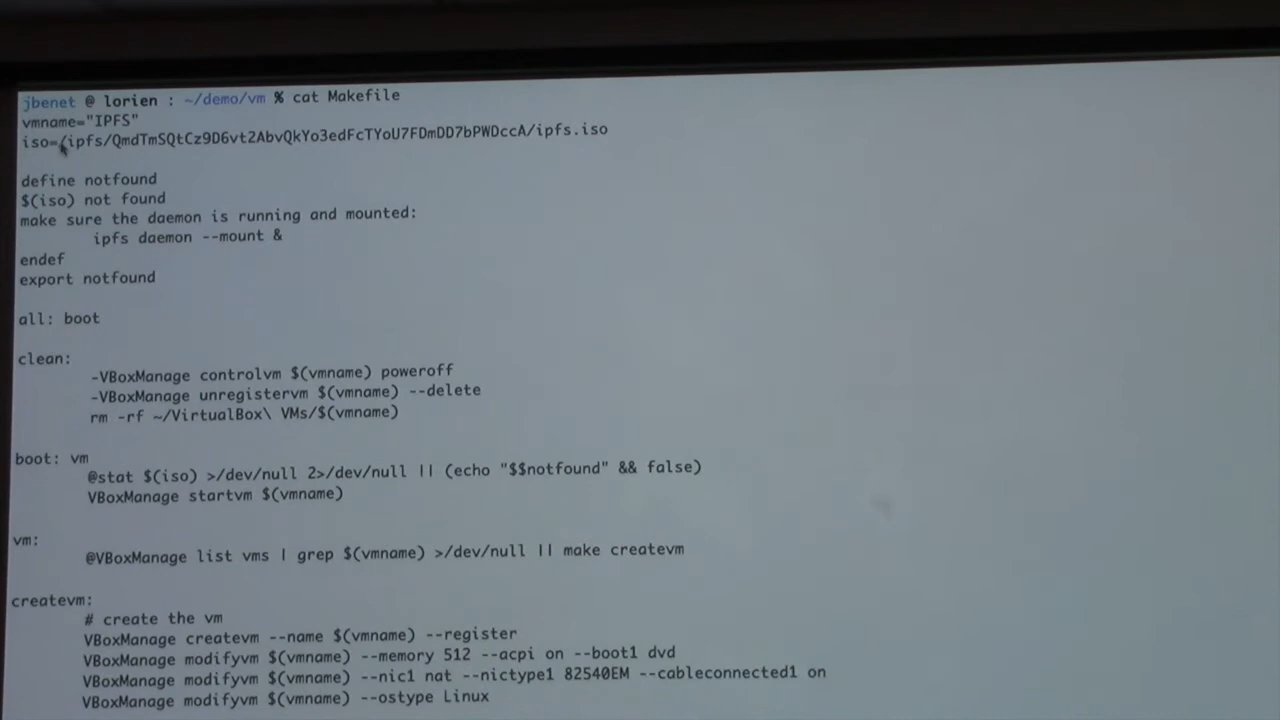 jbenet @ lorien : ~/demo/vm % cat Makefile
vmname="IPFS"
iso=/ipfs/QmdTmSQtCz9D6vt2AbvQkYo3edFcTYoU7FDmDD7bPWDccA/ipfs.iso
define notfound
$(iso) not found
make sure the daemon is running and mounted:
ipfs daemon --mount &
endef
export notfound
all: boot
clean:
-VBoxManage controlvm $(vmname) poweroff
-VBoxManage unregistervm $(vmname) --delete
rm -rf ~/VirtualBox\ VMs/$(vmname)
boot: vm
@stat $(iso) >/dev/null 2>/dev/null || (echo "$$notfound" && false)
VBoxManage startvm $(vmname)
vm:
@VBoxManage list vms | grep $(vmname) >/dev/null || make createvm
createvm:
# create the vm
VBoxManage createvm --name $(vmname) --register
VBoxManage modifyvm $(vmname) --memory 512 --acpi on --boot1 dvd
VBoxManage modifyvm $(vmname) --nic1 nat --nictype1 82540EM --cableconnected1 on
VBoxManage modifyvm $(vmname) --ostype Linux